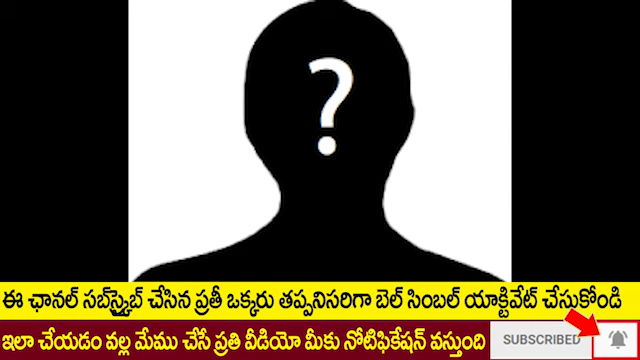 ?
ఈ ఛానల్ సబ్‌స్క్రైబ్ చేసిన ప్రతీ ఒక్కరు తప్పనిసరిగా బెల్ సింబల్ యాక్టివేట్ చేసుకోండి
ఇలా చేయడం వల్ల మేము చేసే ప్రతి వీడియో మీకు నోటిఫికేషన్ వస్తుంది SUBSCRIBED